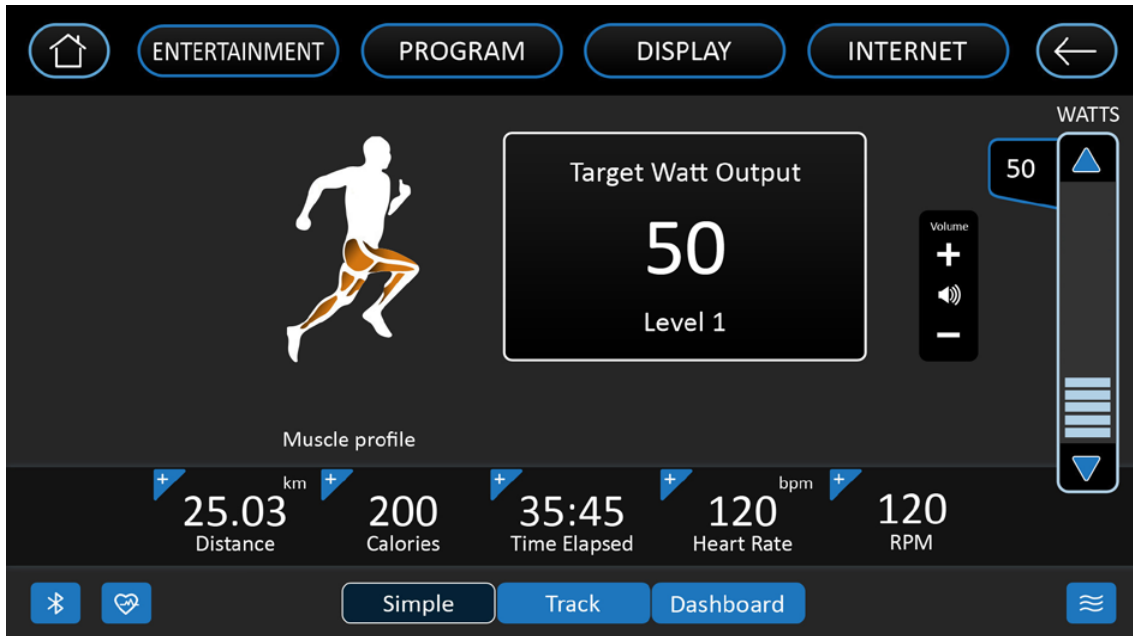 ENTERTAINMENT PROGRAM DISPLAY INTERNET
WATTS
50
Target Watt Output
50
Level 1
Volume
+
−
Muscle profile
+ 25.03 km
Distance
+ 200
Calories
+ 35:45
Time Elapsed
+ 120 bpm
Heart Rate
+ 120
RPM
Simple Track Dashboard